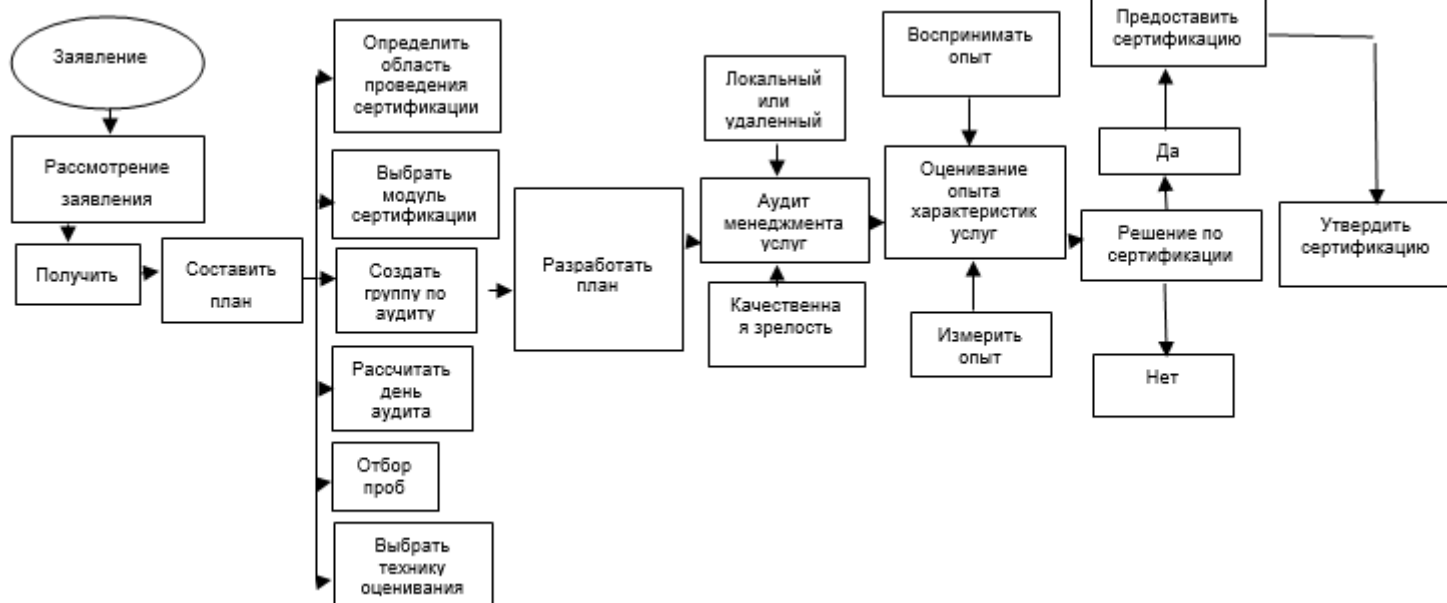 Заявление
Рассмотрение
заявления
Получить
Составить
план
Определить
область
проведения
сертификации
Выбрать
модуль
сертификации
Создать
группу по
аудиту
Рассчитать
день
аудита
Отбор
проб
Выбрать
технику
оценивания
Разработать
план
Локальный
или
удаленный
Аудит
менеджмента
услуг
Качественна
я зрелость
Воспринимать
опыт
Оценивание
опыта
характеристик
услуг
Измерить
опыт
Предоставить
сертификацию
Да
Решение по
сертификации
Нет
Утвердить
сертификацию